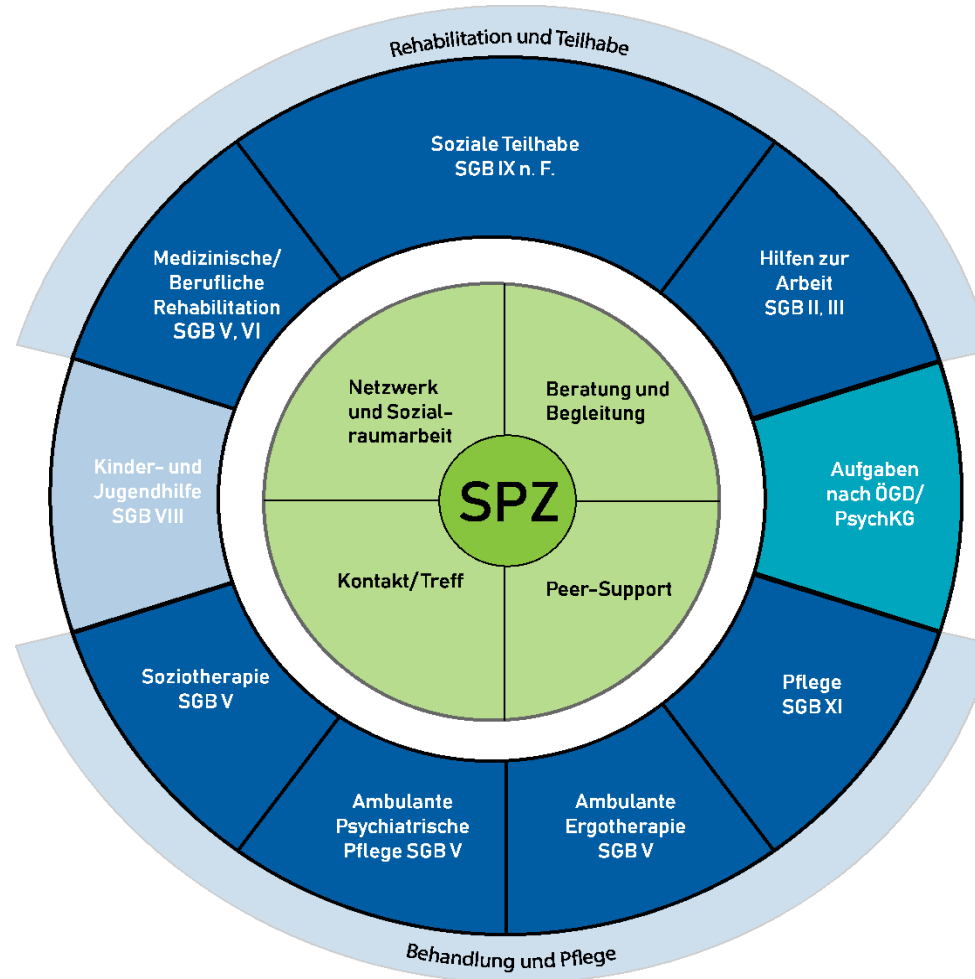 Rehabilitation und Teilhabe
Soziale Teilhabe
SGB IX n. F.
Medizinische/
Berufliche
Rehabilitation
SGB V, VI
Hilfen zur
Arbeit
SGB II, III
Netzwerk
und Sozial-
raumarbeit
Beratung und
Begleitung
Kinder- und
Jugendhilfe
SGB VIII
SPZ
Aufgaben
nach ÖGD/
PsychKG
Kontakt/Treff
Peer-Support
Soziotherapie
SGB V
Pflege
SGB XI
Ambulante
Psychiatrische
Pflege SGB V
Ambulante
Ergotherapie
SGB V
Behandlung und Pflege